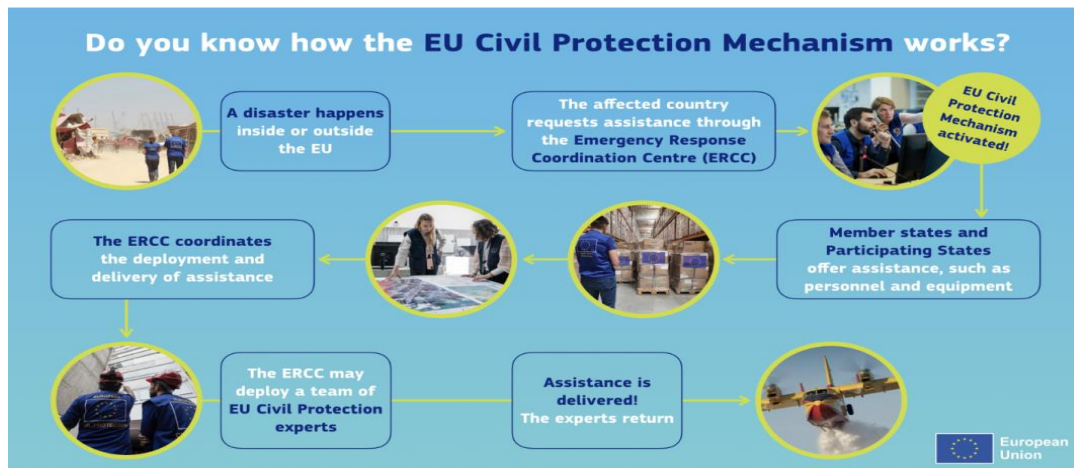 Do you know how the EU Civil Protection Mechanism works?
A disaster happens
inside or outside
the EU
The affected country
requests assistance through
the Emergency Response
Coordination Centre (ERCC)
EU Civil
Protection
Mechanism
activated!
Member states and
Participating States
offer assistance, such as
personnel and equipment
The ERCC coordinates
the deployment and
delivery of assistance
The ERCC may
deploy a team of
EU Civil Protection
experts
Assistance is
delivered!
The experts return
European
Union